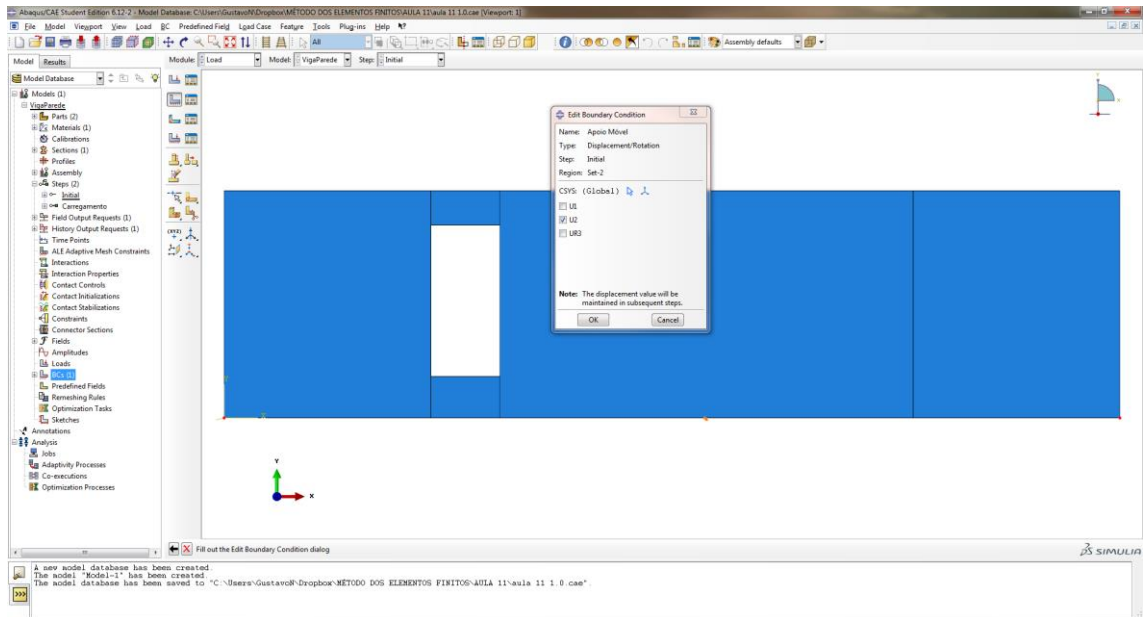 Abaqus/CAE Student Edition 6.12-2 - Model Database: C:\Users\GustavoN\Dropbox\MÉTODO DOS ELEMENTOS FINITOS\AULA 11\aula 11 1.0.cae [Viewport: 1]
File Model Viewport View Load BC Predefined Field Load Case Feature Tools Plug-ins Help
All
Assembly defaults
Model Results
Module: Load Model: VigaParede Step: Initial
Model Database
Models (1)
VigaParede
Parts (2)
Materials (1)
Calibrations
Sections (1)
Profiles
Assembly
Steps (2)
Initial
Carregamento
Field Output Requests (1)
History Output Requests (1)
Time Points
ALE Adaptive Mesh Constraints
Interactions
Interaction Properties
Contact Controls
Contact Initializations
Contact Stabilizations
Constraints
Connector Sections
Fields
Amplitudes
Loads
BCs (1)
Predefined Fields
Remeshing Rules
Optimization Tasks
Sketches
Annotations
Analysis
Jobs
Adaptivity Processes
Co-executions
Optimization Processes
Edit Boundary Condition
Name: Apoio Móvel
Type: Displacement/Rotation
Step: Initial
Region: Set-2
CSYS: (Global)
U1
U2
UR3
Note: The displacement value will be
maintained in subsequent steps.
OK Cancel
Y
X
Y
X
Fill out the Edit Boundary Condition dialog
SIMULIA
A new model database has been created.
The model "Model-1" has been created.
The model database has been saved to "C:\Users\GustavoN\Dropbox\MÉTODO DOS ELEMENTOS FINITOS\AULA 11\aula 11 1.0.cae".